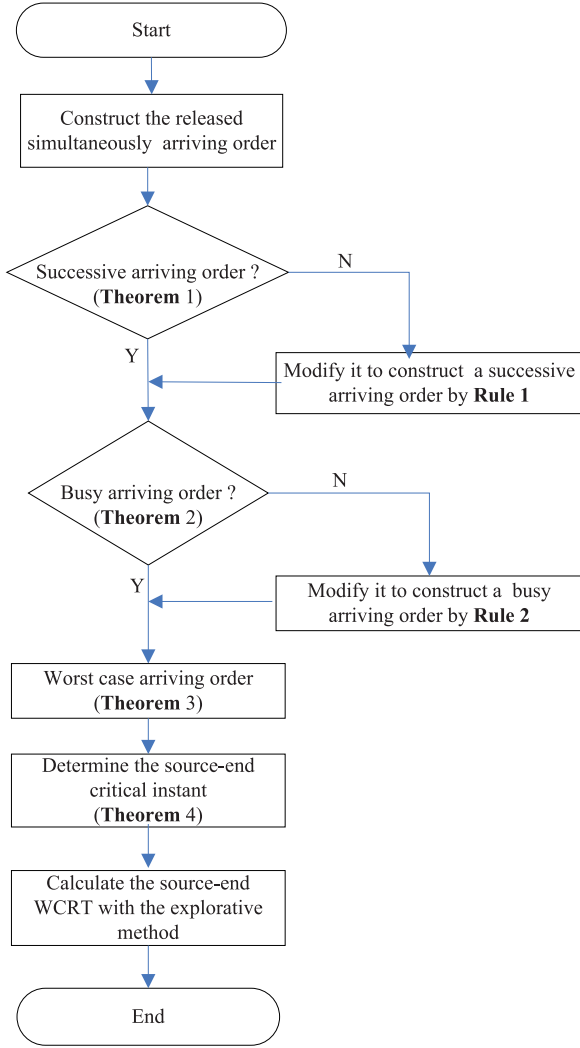 Start
Construct the released
simultaneously arriving order
Successive arriving order ?
(Theorem 1)
N
Y
Modify it to construct a successive
arriving order by Rule 1
Busy arriving order ?
(Theorem 2)
N
Y
Modify it to construct a busy
arriving order by Rule 2
Worst case arriving order
(Theorem 3)
Determine the source-end
critical instant
(Theorem 4)
Calculate the source-end
WCRT with the explorative
method
End